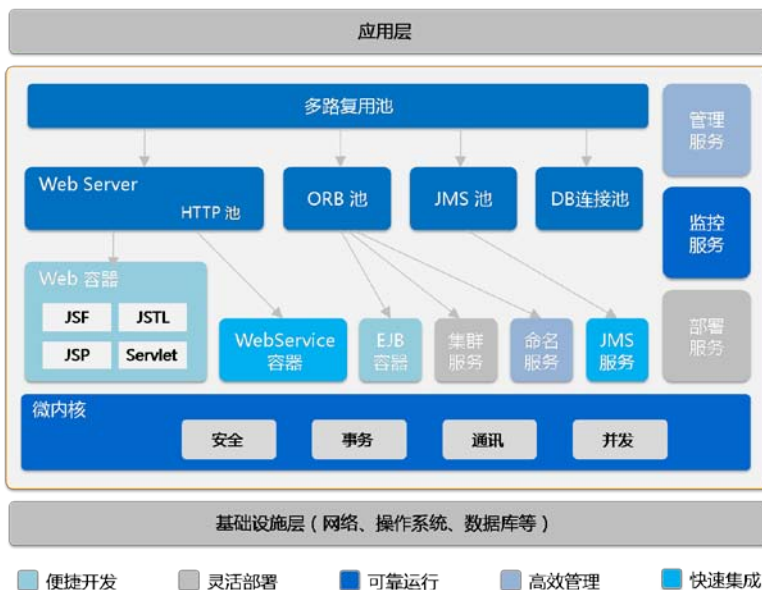 应用层
多路复用池
管理
服务
Web Server
HTTP 池
ORB 池
JMS 池
DB连接池
监控
服务
Web 容器
JSF
JSTL
JSP
Servlet
WebService
容器
EJB
容器
集群
服务
命名
服务
JMS
服务
部署
服务
微内核
安全
事务
通讯
并发
基础设施层（网络、操作系统、数据库等）
便捷开发
灵活部署
可靠运行
高效管理
快速集成